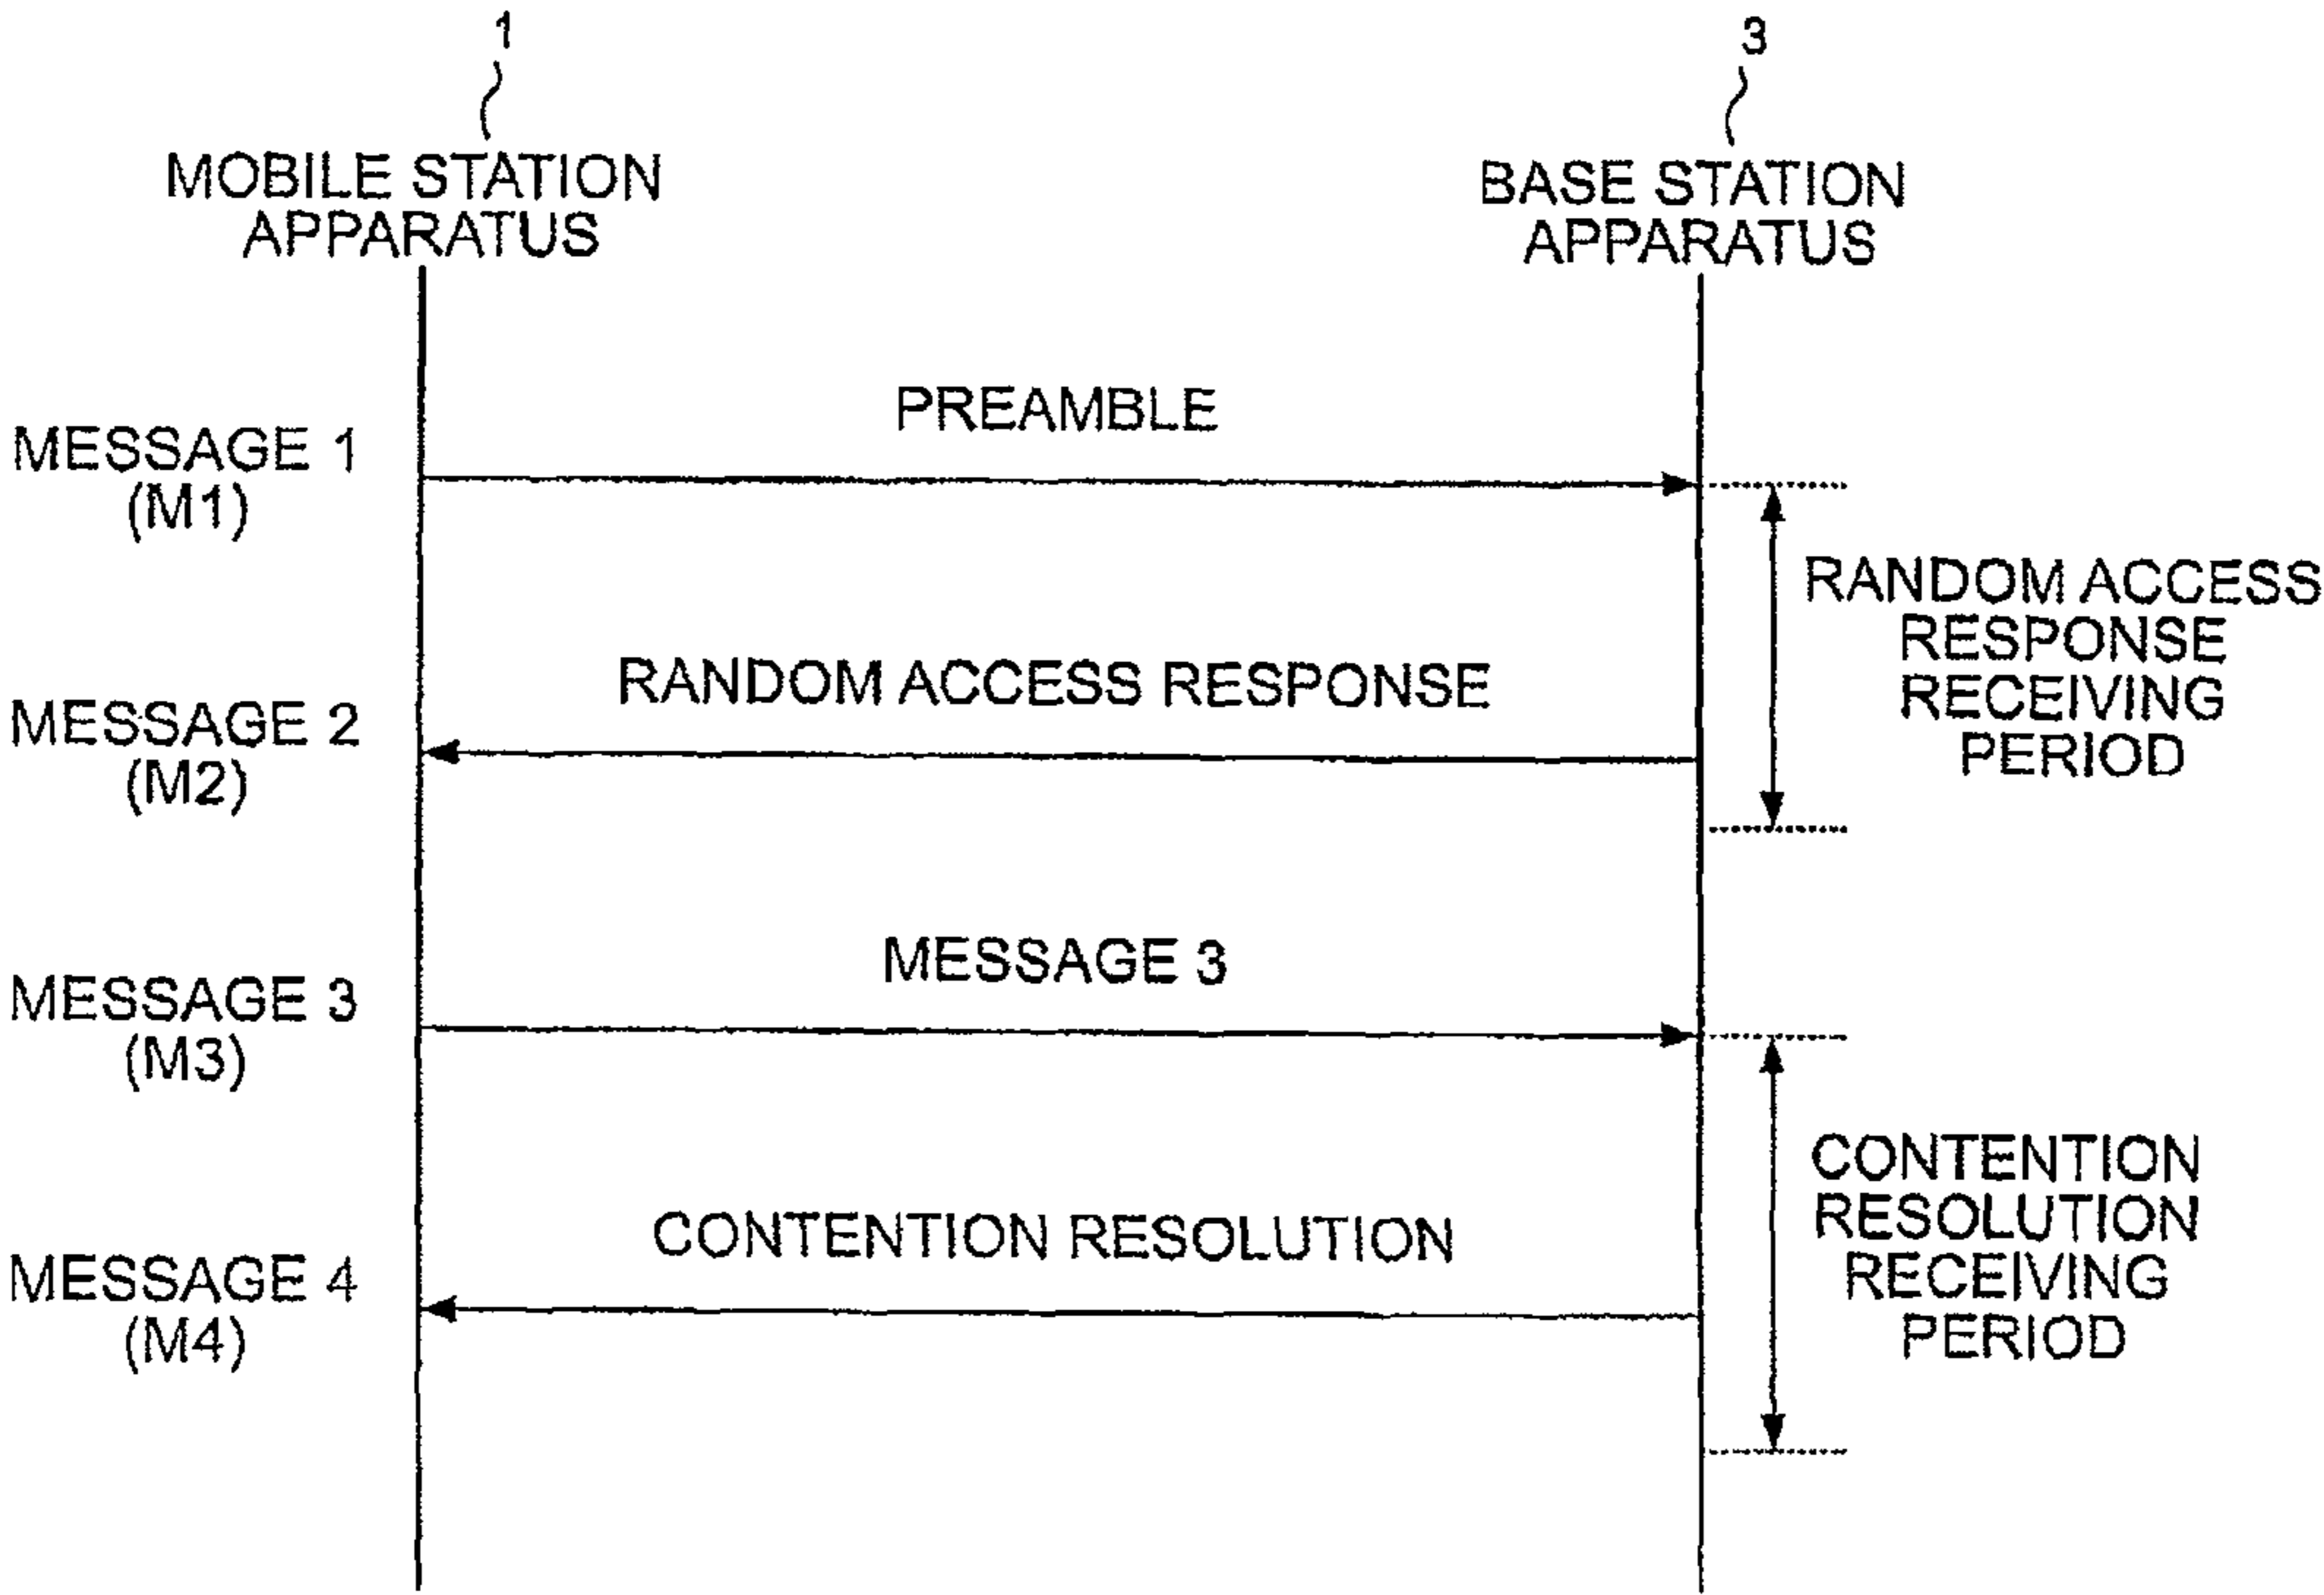 1
3
MOBILE STATION
APPARATUS
BASE STATION
APPARATUS
MESSAGE 1
(M1)
PREAMBLE
RANDOM ACCESS
RESPONSE
RECEIVING
PERIOD
MESSAGE 2
(M2)
RANDOM ACCESS RESPONSE
MESSAGE 3
(M3)
MESSAGE 3
CONTENTION
RESOLUTION
RECEIVING
PERIOD
MESSAGE 4
(M4)
CONTENTION RESOLUTION